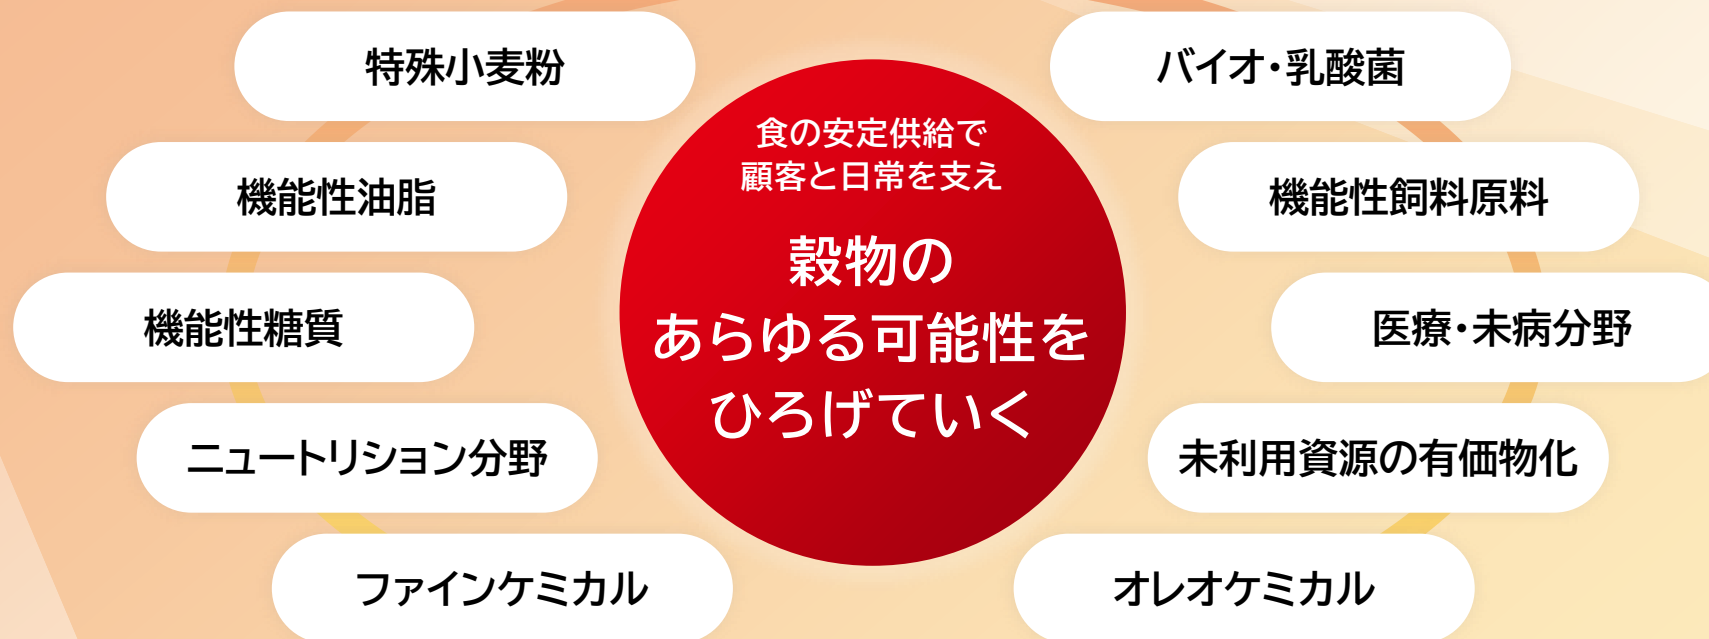 特殊小麦粉
機能性油脂
機能性糖質
ニュートリション分野
ファインケミカル
食の安定供給で
顧客と日常を支え
穀物の
あらゆる可能性を
ひろげていく
バイオ・乳酸菌
機能性飼料原料
医療・未病分野
未利用資源の有価物化
オレオケミカル